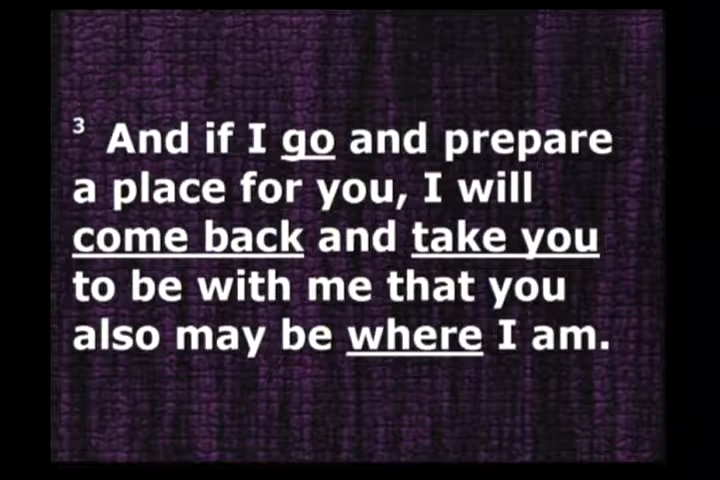 3 And if I go and prepare
a place for you, I will
come back and take you
to be with me that you
also may be where I am.